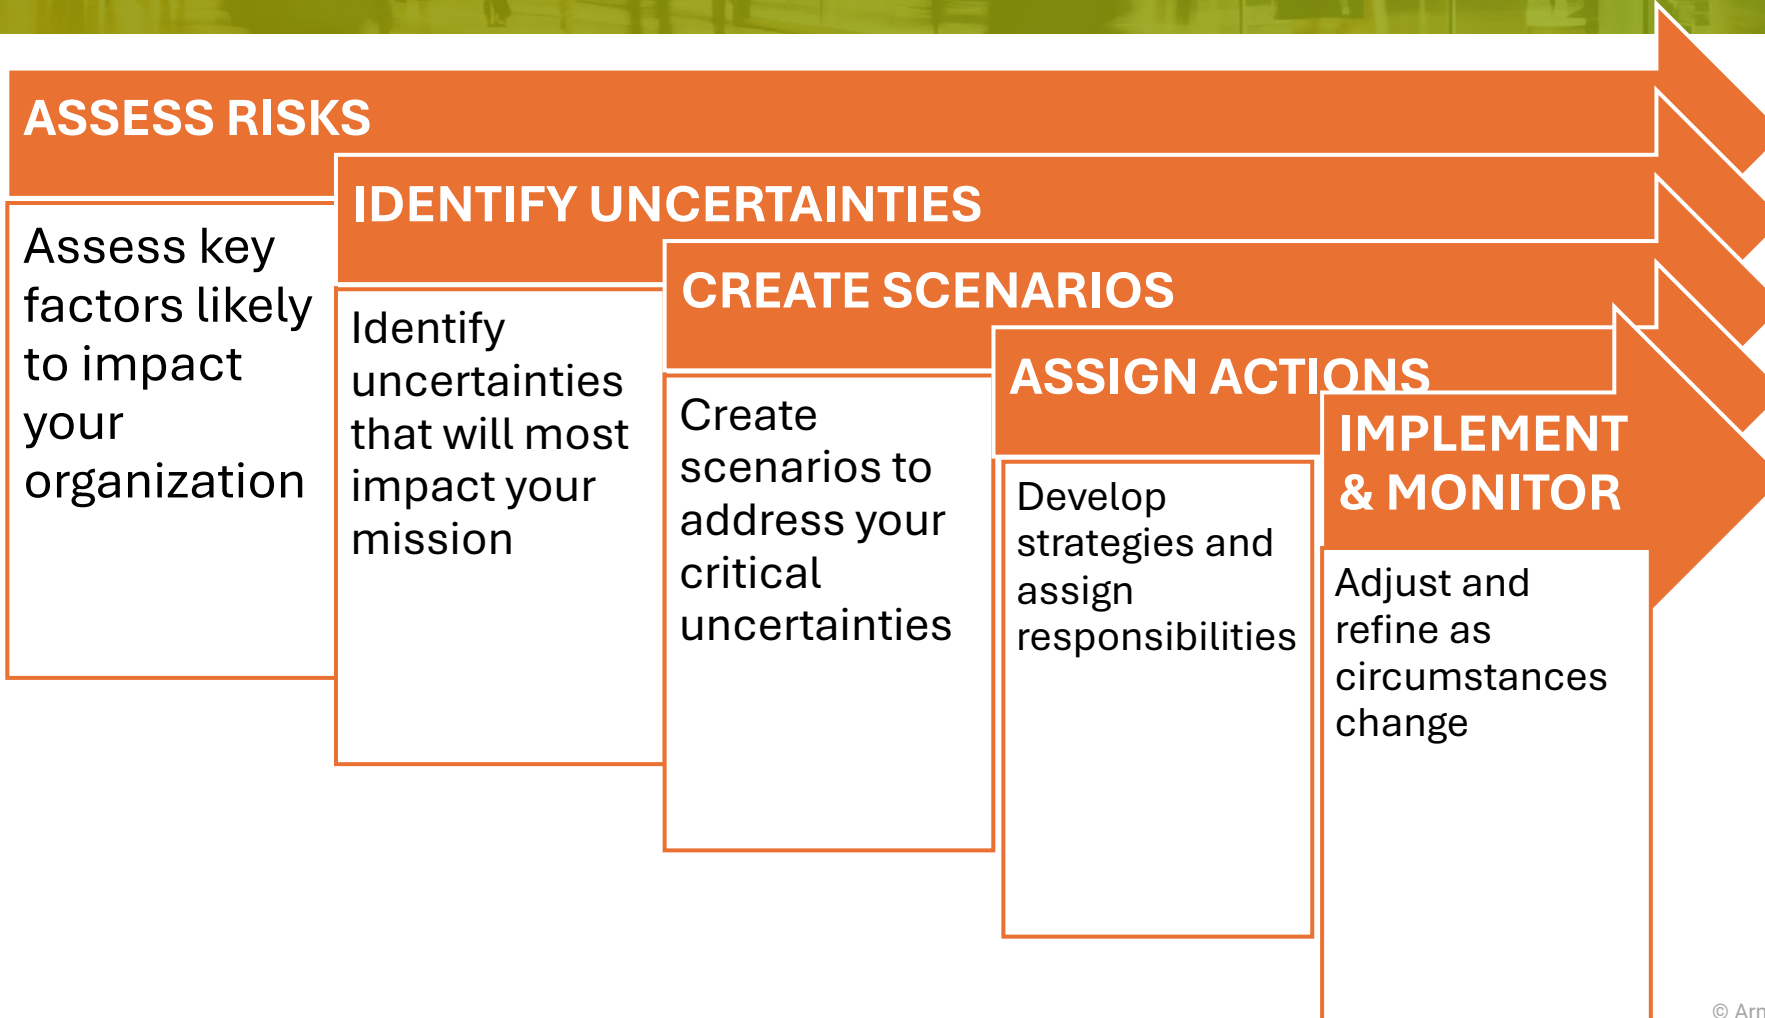 ASSESS RISKS
Assess key
factors likely
to impact
your
organization
IDENTIFY UNCERTAINTIES
Identify
uncertainties
that will most
impact your
mission
CREATE SCENARIOS
Create
scenarios to
address your
critical
uncertainties
ASSIGN ACTIONS
Develop
strategies and
assign
responsibilities
IMPLEMENT
& MONITOR
Adjust and
refine as
circumstances
change
©